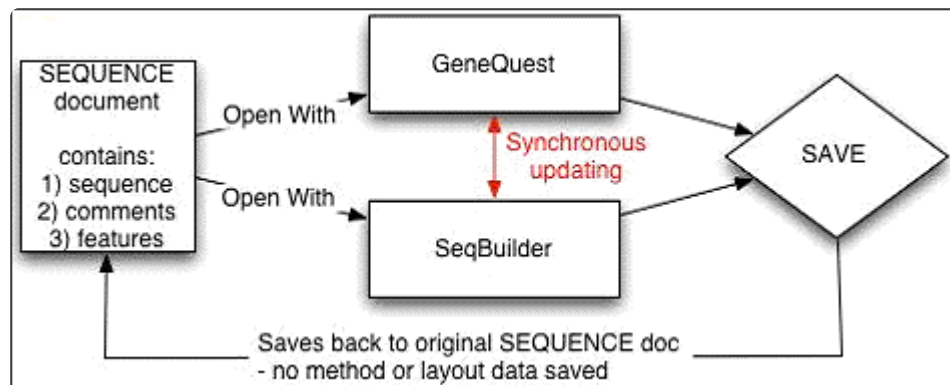 SEQUENCE
document
contains:
1) sequence
2) comments
3) features
Open With
Open With
GeneQuest
Synchronous
updating
SeqBuilder
SAVE
Saves back to original SEQUENCE doc
- no method or layout data saved